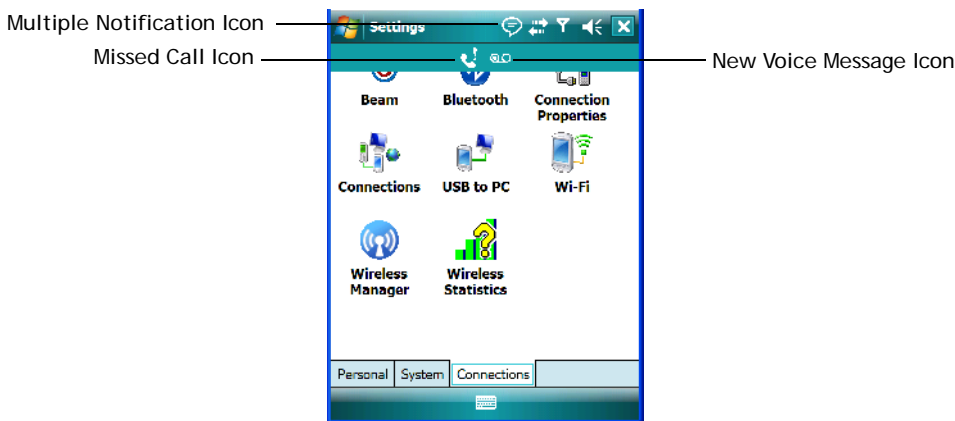 Multiple Notification Icon
Settings
Missed Call Icon
New Voice Message Icon
Beam
Bluetooth
Connection
Properties
Connections
USB to PC
Wi-Fi
Wireless
Manager
Wireless
Statistics
Personal System Connections